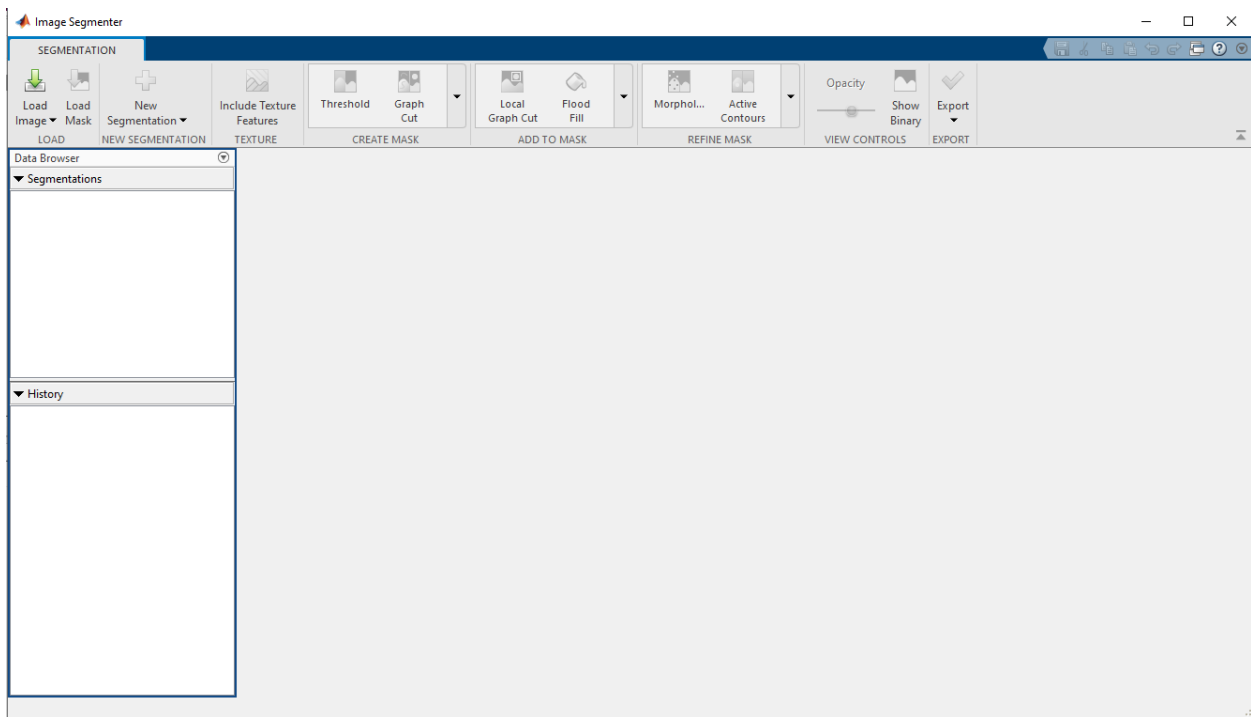 Image Segmenter
SEGMENTATION
Load Image
Load Mask
New Segmentation
Include Texture Features
Threshold
Graph Cut
Local Graph Cut
Flood Fill
Morphol...
Active Contours
Opacity
Show Binary
Export
LOAD
NEW SEGMENTATION
TEXTURE
CREATE MASK
ADD TO MASK
REFINE MASK
VIEW CONTROLS
EXPORT
Data Browser
Segmentations
History